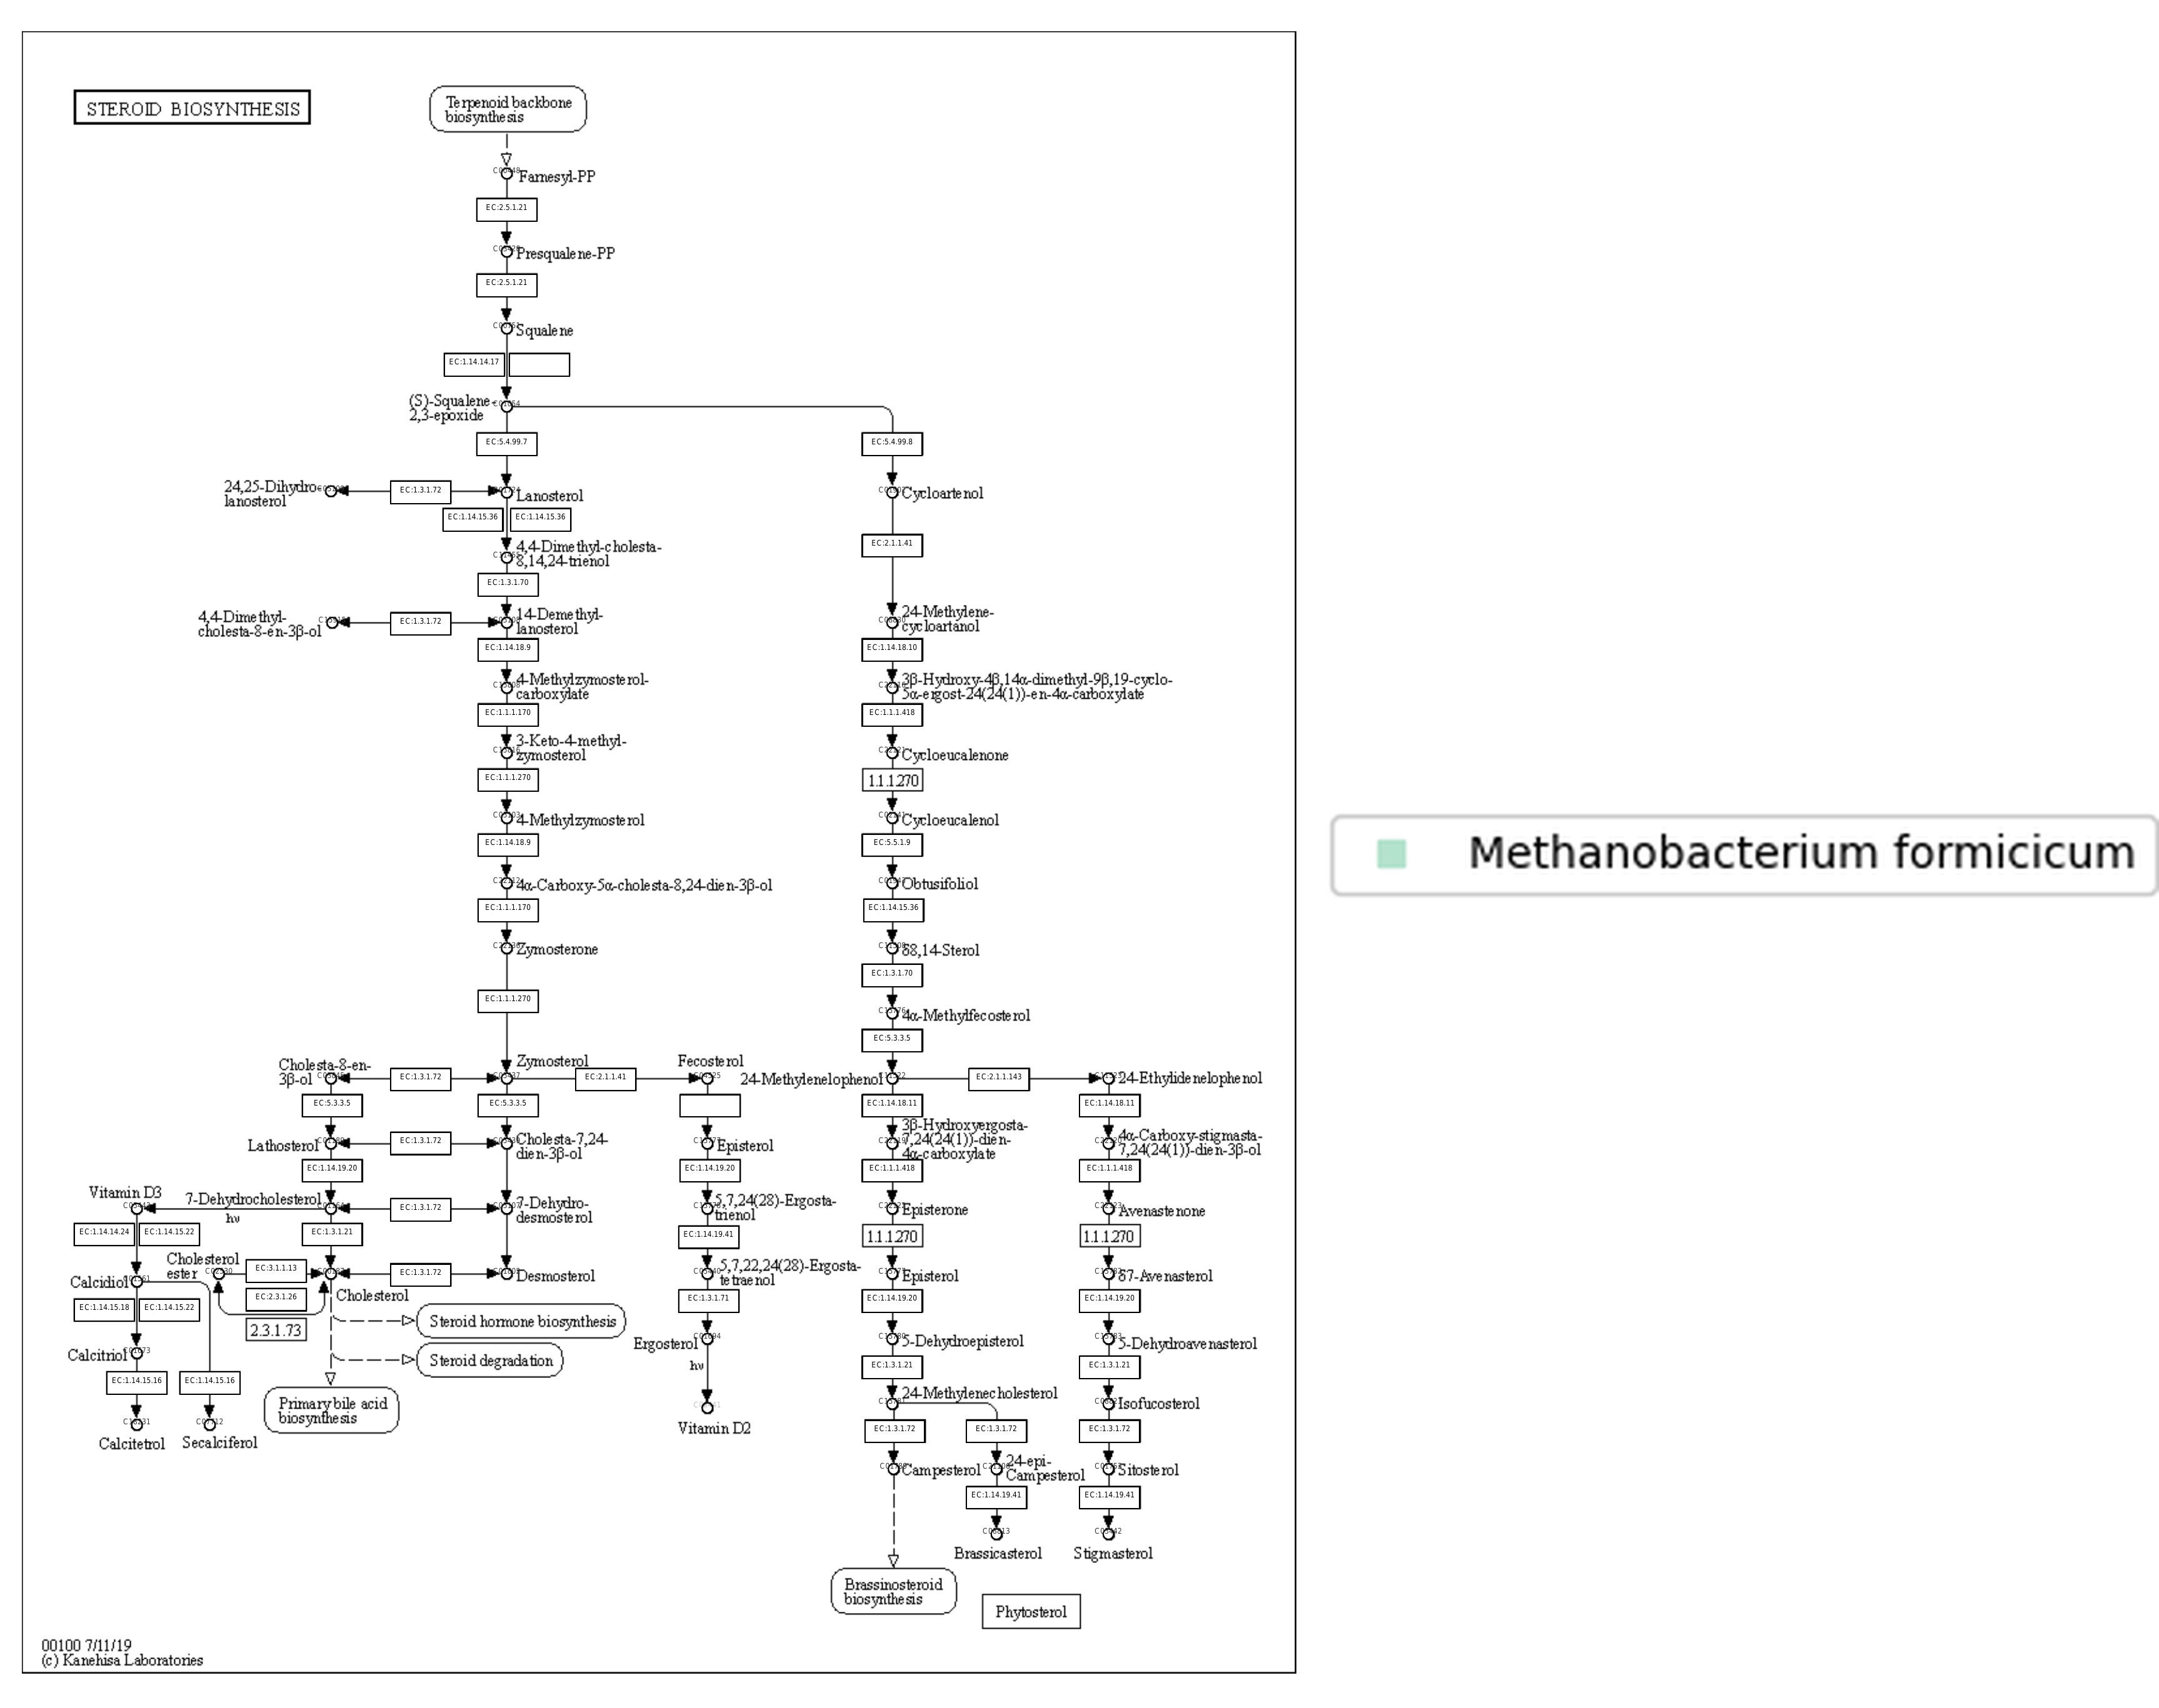 STEROID BIOSYNTHESIS
Terpenoid backbone
biosynthesis
Farnesyl-PP
EC:2.5.1.21
Presqualene-PP
EC:2.5.1.21
Squalene
EC:1.14.14.17
(S)-Squalene-
2,3-epoxide
EC:5.4.99.7
EC:5.4.99.8
24,25-Dihydro-
lanosterol
EC:1.3.1.72
Lanosterol
Cycloartenol
EC:1.14.15.36
EC:1.14.15.36
4,4-Dimethyl-cholesta-
8,14,24-trienol
EC:2.1.1.41
EC:1.3.1.70
4,4-Dimethyl-
cholesta-8-en-3β-ol
EC:1.3.1.72
14-Demethyl-
lanosterol
24-Methylene-
cycloartanol
EC:1.14.18.9
EC:1.14.18.10
4-Methylzymosterol-
carboxylate
3β-Hydroxy-4β,14α-dimethyl-9β,19-cyclo-
5α-ergost-24(24(1))-en-4α-carboxylate
EC:1.1.1.170
EC:1.1.1.418
3-Keto-4-methyl-
zymosterol
Cycloeucalenone
EC:1.1.1.270
1.1.1.270
4-Methylzymosterol
Cycloeucalenol
EC:1.14.18.9
EC:5.5.1.9
4α-Carboxy-5α-cholesta-8,24-dien-3β-ol
Obtusifoliol
EC:1.1.1.170
EC:1.14.15.36
Zymosterone
δ8,14-Sterol
EC:1.3.1.70
EC:1.1.1.270
4α-Methylfecosterol
EC:5.3.3.5
Cholesta-8-en-
3β-ol
EC:1.3.1.72
Zymosterol
EC:2.1.1.41
Fecosterol
24-Methylenelophenol
EC:2.1.1.143
24-Ethylidenelophenol
EC:5.3.3.5
EC:5.3.3.5
EC:1.14.18.11
EC:1.14.18.11
Lathosterol
EC:1.3.1.72
Cholesta-7,24-
dien-3β-ol
Episterol
3β-Hydroxyergosta-
7,24(24(1))-dien-
4α-carboxylate
4α-Carboxy-stigmasta-
7,24(24(1))-dien-3β-ol
EC:1.14.19.20
EC:1.14.19.20
EC:1.1.1.418
EC:1.1.1.418
Vitamin D3
7-Dehydrocholesterol
hν
EC:1.3.1.72
7-Dehydro-
desmosterol
5,7,24(28)-Ergosta-
trienol
Episterone
Avenastenone
EC:1.14.14.24
EC:1.14.15.22
EC:1.3.1.21
EC:1.14.19.41
1.1.1.270
1.1.1.270
Cholesterol
ester
EC:3.1.1.13
EC:1.3.1.72
Desmosterol
5,7,22,24(28)-Ergosta-
tetraenol
Episterol
δ7-Avenasterol
Calcidiol
EC:2.3.1.26
Cholesterol
EC:1.14.15.18
EC:1.14.15.22
2.3.1.73
Steroid hormone biosynthesis
EC:1.3.1.71
EC:1.14.19.20
EC:1.14.19.20
Ergosterol
5-Dehydroepisterol
5-Dehydroavenasterol
Calcitriol
Steroid degradation
hν
EC:1.3.1.21
EC:1.3.1.21
EC:1.14.15.16
EC:1.14.15.16
Primary bile acid
biosynthesis
24-Methylenecholesterol
Isofucosterol
Calcitetrol
Secalciferol
Vitamin D2
EC:1.3.1.72
EC:1.3.1.72
EC:1.3.1.72
Campesterol
24-epi-
Campesterol
Sitosterol
EC:1.14.19.41
EC:1.14.19.41
Brassicasterol
Stigmasterol
Brassinosteroid
biosynthesis
Phytosterol
00100 7/11/19
(c) Kanehisa Laboratories
Methanobacterium formicicum